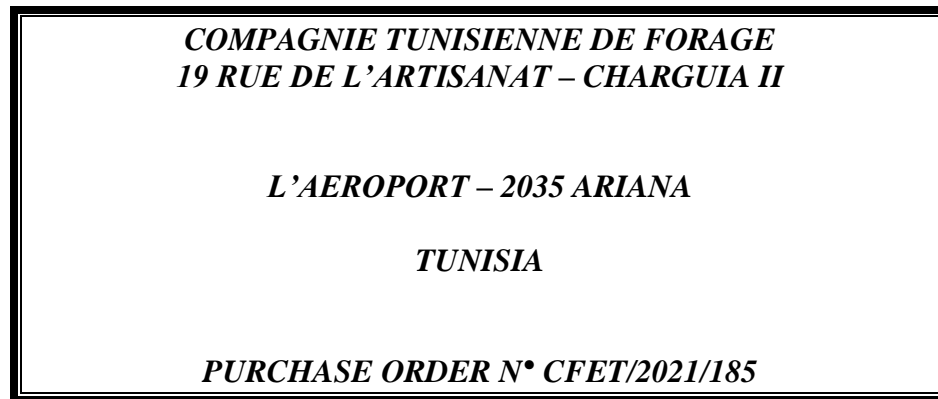 COMPAGNIE TUNISIENNE DE FORAGE
19 RUE DE L’ARTISANAT – CHARGUIA II
L’AEROPORT – 2035 ARIANA
TUNISIA
PURCHASE ORDER N• CFET/2021/185